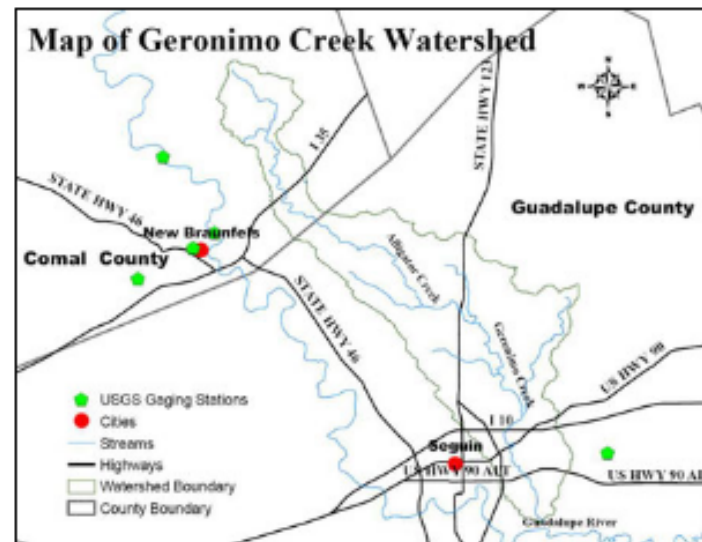 Map of Geronimo Creek Watershed
N
W E
S
STATE HWY 123
I 35
STATE HWY 46
Guadalupe County
New Braunfels
Comal County
Alligator Creek
STATE HWY 46
Geronimo Creek
US HWY 90
USGS Gaging Stations
Cities
Streams
Highways
Watershed Boundary
County Boundary
I 10
Seguin
US HWY 90 ALT
US HWY 90 AL
Guadalupe River